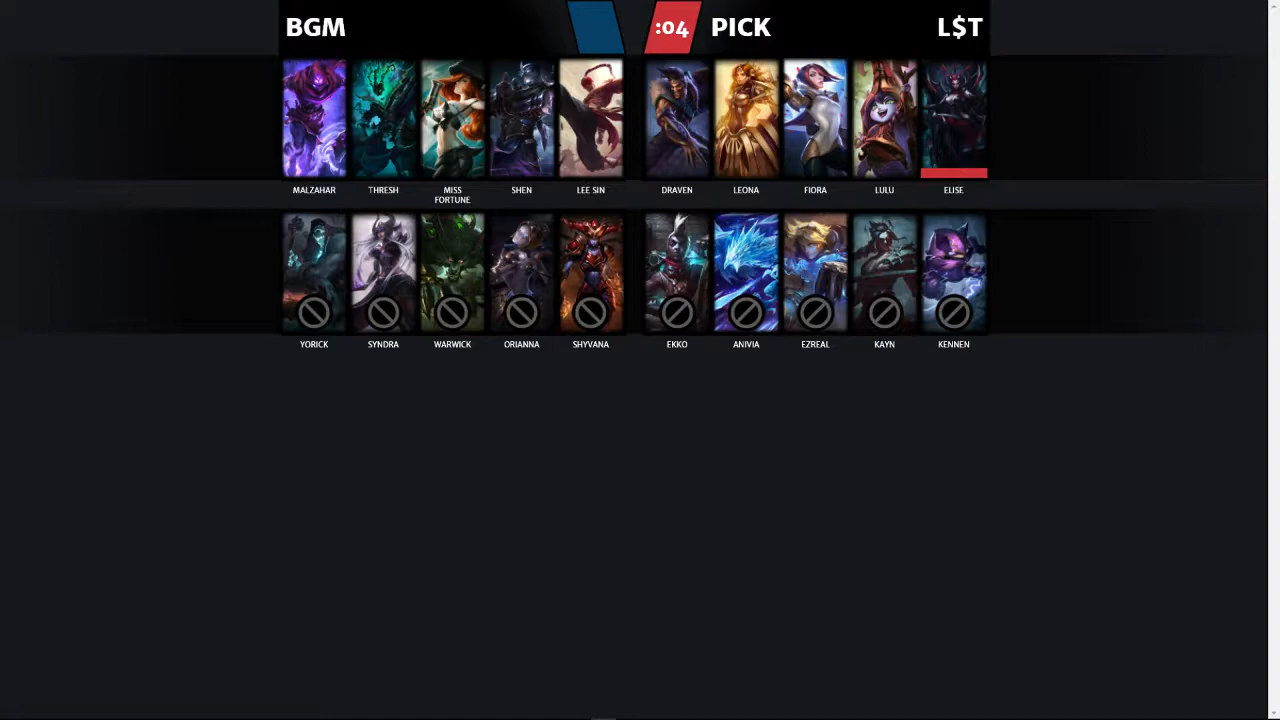 BGM
:04 PICK
L$T
MALZAHAR
THRESH
MISS
FORTUNE
SHEN
LEE SIN
DRAVEN
LEONA
FIORA
LULU
ELISE
YORICK
SYNDRA
WARWICK
ORIANNA
SHYVANA
EKKO
ANIVIA
EZREAL
KAYN
KENNEN